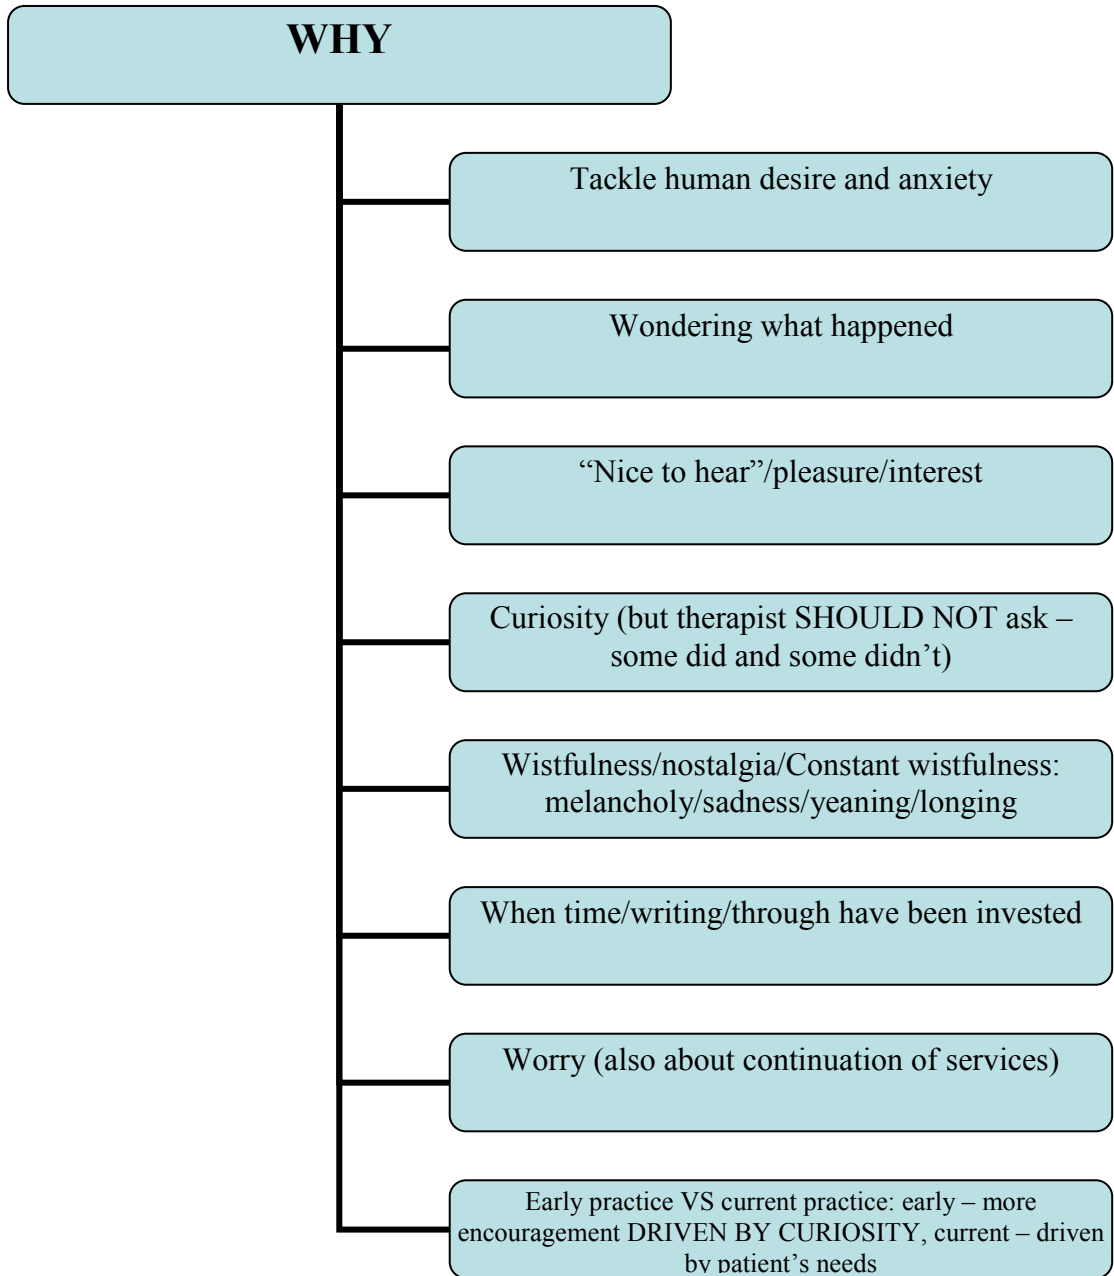 WHY
Tackle human desire and anxiety
Wondering what happened
“Nice to hear”/pleasure/interest
Curiosity (but therapist SHOULD NOT ask –
some did and some didn’t)
Wistfulness/nostalgia/Constant wistfulness:
melancholy/sadness/yeaning/longing
When time/writing/through have been invested
Worry (also about continuation of services)
Early practice VS current practice: early – more
encouragement DRIVEN BY CURIOSITY, current – driven
by patient’s needs